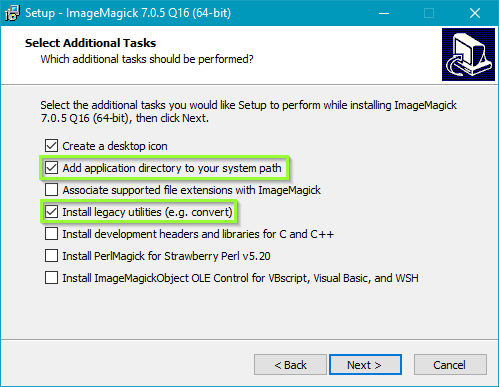 Setup - ImageMagick 7.0.5 Q16 (64-bit)
Select Additional Tasks
Which additional tasks should be performed?
Select the additional tasks you would like Setup to perform while installing ImageMagick
7.0.5 Q16 (64-bit), then click Next.
Create a desktop icon
Add application directory to your system path
Associate supported file extensions with ImageMagick
Install legacy utilities (e.g. convert)
Install development headers and libraries for C and C++
Install PerlMagick for Strawberry Perl v5.20
Install ImageMagickObject OLE Control for VBscript, Visual Basic, and WSH
< Back
Next >
Cancel